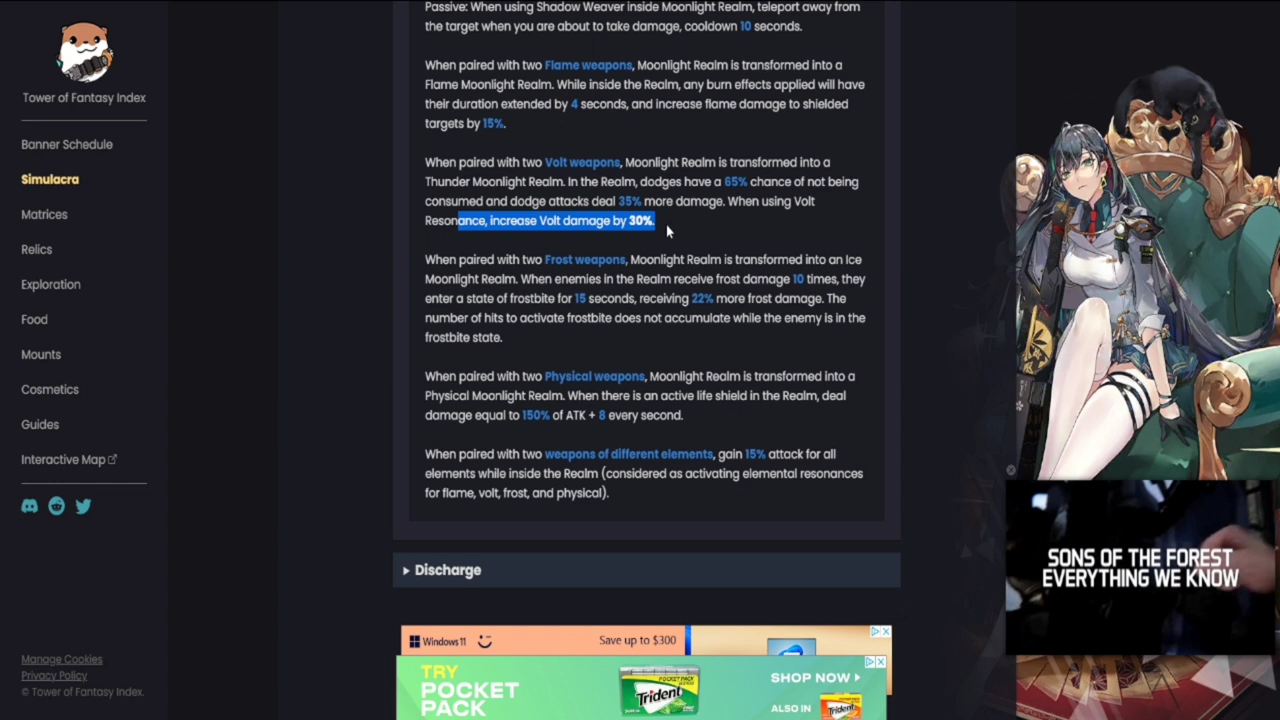 Tower of Fantasy Index
Banner Schedule
Simulacra
Matrices
Relics
Exploration
Food
Mounts
Cosmetics
Guides
Interactive Map
Manage Cookies
Privacy Policy
© Tower of Fantasy Index.
Passive: When using Shadow Weaver inside Moonlight Realm, teleport away from
the target when you are about to take damage, cooldown 10 seconds.
When paired with two Flame weapons, Moonlight Realm is transformed into a
Flame Moonlight Realm. While inside the Realm, any burn effects applied will have
their duration extended by 4 seconds, and increase flame damage to shielded
targets by 15%.
When paired with two Volt weapons, Moonlight Realm is transformed into a
Thunder Moonlight Realm. In the Realm, dodges have a 65% chance of not being
consumed and dodge attacks deal 35% more damage. When using Volt
Resonance, increase Volt damage by 30%.
When paired with two Frost weapons, Moonlight Realm is transformed into an Ice
Moonlight Realm. When enemies in the Realm receive frost damage 10 times, they
enter a state of frostbite for 15 seconds, receiving 22% more frost damage. The
number of hits to activate frostbite does not accumulate while the enemy is in the
frostbite state.
When paired with two Physical weapons, Moonlight Realm is transformed into a
Physical Moonlight Realm. When there is an active life shield in the Realm, deal
damage equal to 150% of ATK + 8 every second.
When paired with two weapons of different elements, gain 15% attack for all
elements while inside the Realm (considered as activating elemental resonances
for flame, volt, frost, and physical).
Discharge
Windows 11
Save up to $300
TRY
POCKET
PACK
POCKET PACK
Trident
SHOP NOW
ALSO IN
Trident
SONS OF THE FOREST
EVERYTHING WE KNOW